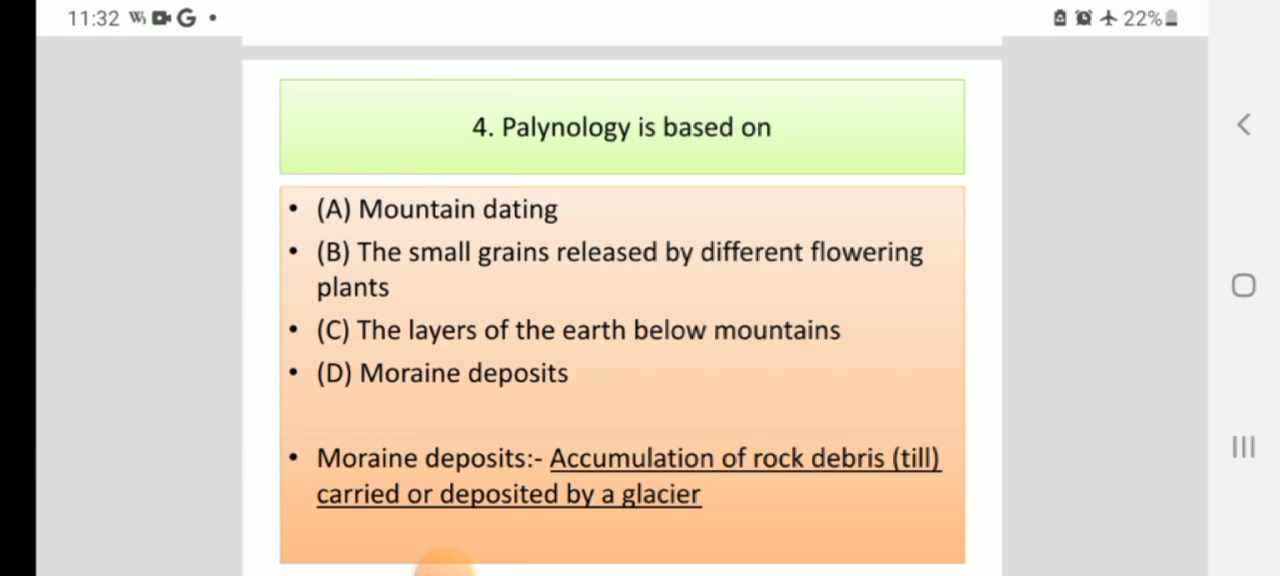 11:32 W G •
22%
4. Palynology is based on
• (A) Mountain dating
• (B) The small grains released by different flowering
plants
• (C) The layers of the earth below mountains
• (D) Moraine deposits
• Moraine deposits:- Accumulation of rock debris (till)
carried or deposited by a glacier